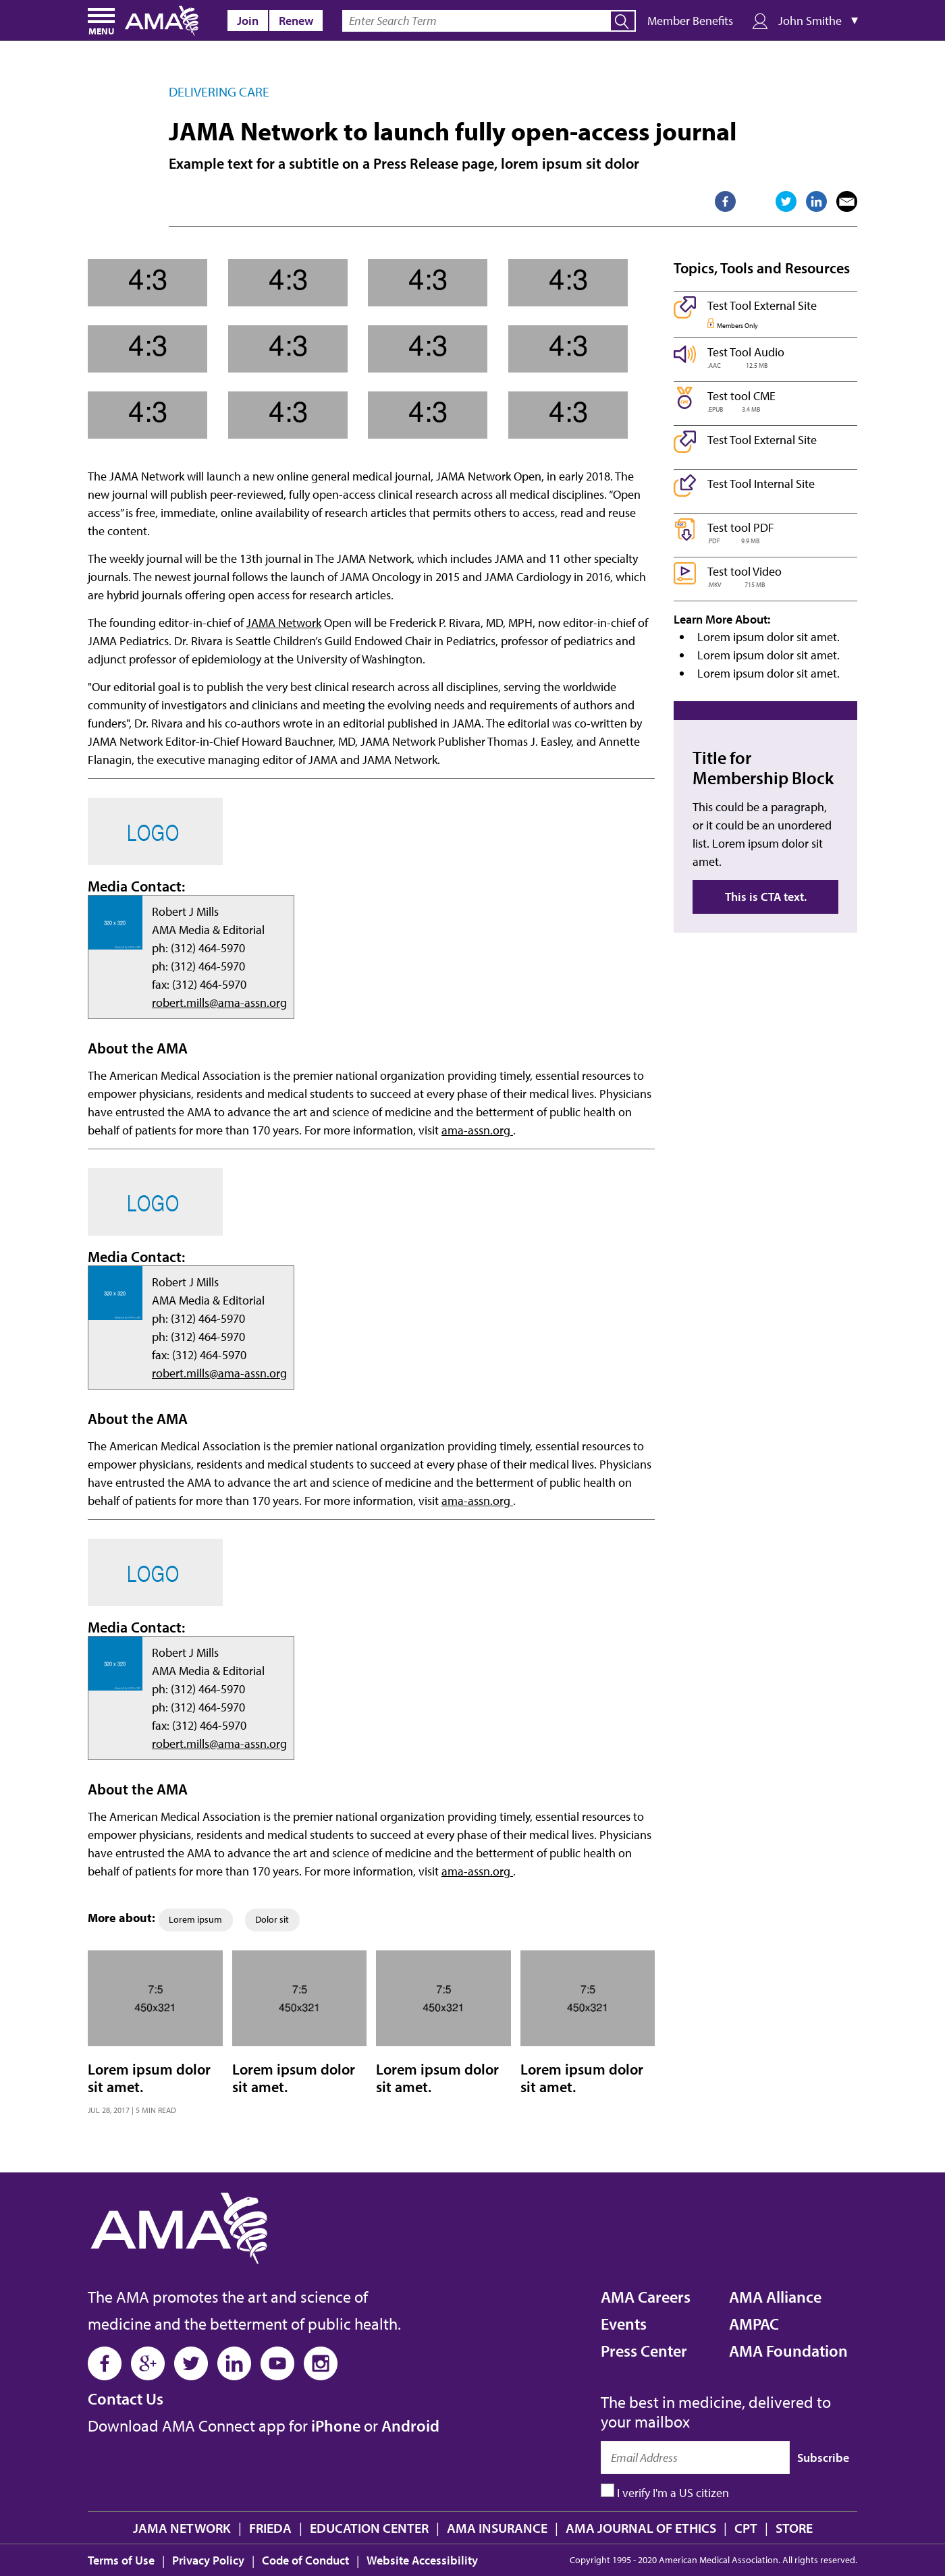 MENU
AMA
Join
Renew
Enter Search Term
Member Benefits
John Smithe
DELIVERING CARE
JAMA Network to launch fully open-access journal
Example text for a subtitle on a Press Release page, lorem ipsum sit dolor
4:3 4:3 4:3 4:3
4:3 4:3 4:3 4:3
4:3 4:3 4:3 4:3
The JAMA Network will launch a new online general medical journal, JAMA Network Open, in early 2018. The
new journal will publish peer-reviewed, fully open-access clinical research across all medical disciplines. “Open
access” is free, immediate, online availability of research articles that permits others to access, read and reuse
the content.
The weekly journal will be the 13th journal in The JAMA Network, which includes JAMA and 11 other specialty
journals. The newest journal follows the launch of JAMA Oncology in 2015 and JAMA Cardiology in 2016, which
are hybrid journals offering open access for research articles.
The founding editor-in-chief of JAMA Network Open will be Frederick P. Rivara, MD, MPH, now editor-in-chief of
JAMA Pediatrics. Dr. Rivara is Seattle Children’s Guild Endowed Chair in Pediatrics, professor of pediatrics and
adjunct professor of epidemiology at the University of Washington.
"Our editorial goal is to publish the very best clinical research across all disciplines, serving the worldwide
community of investigators and clinicians and meeting the evolving needs and requirements of authors and
funders", Dr. Rivara and his co-authors wrote in an editorial published in JAMA. The editorial was co-written by
JAMA Network Editor-in-Chief Howard Bauchner, MD, JAMA Network Publisher Thomas J. Easley, and Annette
Flanagin, the executive managing editor of JAMA and JAMA Network.
LOGO
Media Contact:
320 x 320
Robert J Mills
AMA Media & Editorial
ph: (312) 464-5970
ph: (312) 464-5970
fax: (312) 464-5970
robert.mills@ama-assn.org
About the AMA
The American Medical Association is the premier national organization providing timely, essential resources to
empower physicians, residents and medical students to succeed at every phase of their medical lives. Physicians
have entrusted the AMA to advance the art and science of medicine and the betterment of public health on
behalf of patients for more than 170 years. For more information, visit ama-assn.org .
LOGO
Media Contact:
320 x 320
Robert J Mills
AMA Media & Editorial
ph: (312) 464-5970
ph: (312) 464-5970
fax: (312) 464-5970
robert.mills@ama-assn.org
About the AMA
The American Medical Association is the premier national organization providing timely, essential resources to
empower physicians, residents and medical students to succeed at every phase of their medical lives. Physicians
have entrusted the AMA to advance the art and science of medicine and the betterment of public health on
behalf of patients for more than 170 years. For more information, visit ama-assn.org .
LOGO
Media Contact:
320 x 320
Robert J Mills
AMA Media & Editorial
ph: (312) 464-5970
ph: (312) 464-5970
fax: (312) 464-5970
robert.mills@ama-assn.org
About the AMA
The American Medical Association is the premier national organization providing timely, essential resources to
empower physicians, residents and medical students to succeed at every phase of their medical lives. Physicians
have entrusted the AMA to advance the art and science of medicine and the betterment of public health on
behalf of patients for more than 170 years. For more information, visit ama-assn.org .
More about: Lorem ipsum Dolor sit
7:5
450x321
Lorem ipsum dolor
sit amet.
JUL 28, 2017 | 5 MIN READ
7:5
450x321
Lorem ipsum dolor
sit amet.
7:5
450x321
Lorem ipsum dolor
sit amet.
7:5
450x321
Lorem ipsum dolor
sit amet.
Topics, Tools and Resources
Test Tool External Site
Members Only
Test Tool Audio
.AAC 12.5 MB
Test tool CME
.EPUB 3.4 MB
Test Tool External Site
Test Tool Internal Site
Test tool PDF
.PDF 9.9 MB
Test tool Video
.MKV 715 MB
Learn More About:
• Lorem ipsum dolor sit amet.
• Lorem ipsum dolor sit amet.
• Lorem ipsum dolor sit amet.
Title for
Membership Block
This could be a paragraph,
or it could be an unordered
list. Lorem ipsum dolor sit
amet.
This is CTA text.
AMA
The AMA promotes the art and science of
medicine and the betterment of public health.
Contact Us
Download AMA Connect app for iPhone or Android
AMA Careers
Events
Press Center
AMA Alliance
AMPAC
AMA Foundation
The best in medicine, delivered to
your mailbox
Email Address
Subscribe
I verify I'm a US citizen
JAMA NETWORK | FRIEDA | EDUCATION CENTER | AMA INSURANCE | AMA JOURNAL OF ETHICS | CPT | STORE
Terms of Use | Privacy Policy | Code of Conduct | Website Accessibility
Copyright 1995 - 2020 American Medical Association. All rights reserved.